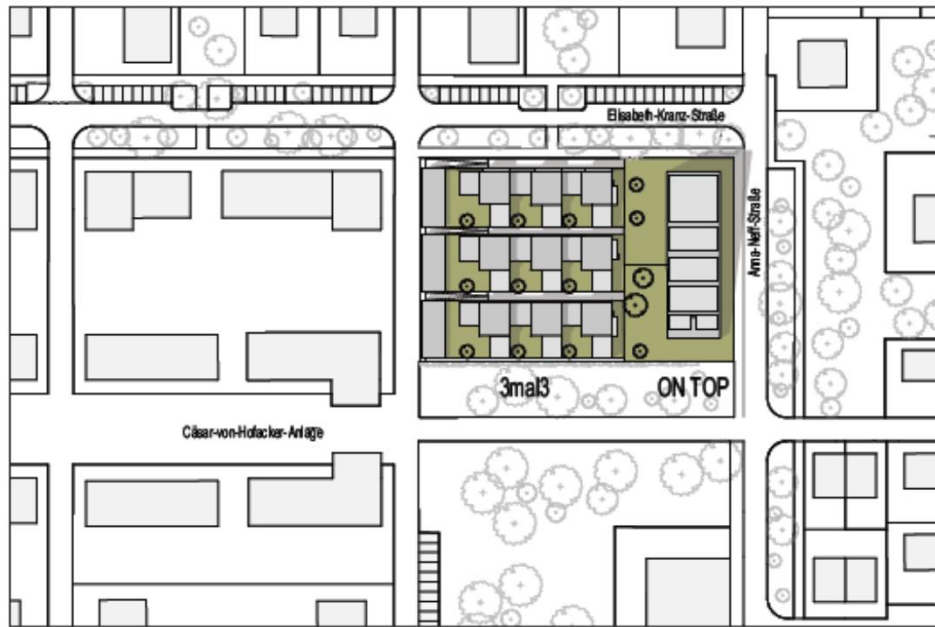 Elisabeth-Kranz-Straße
Anna-Neff-Straße
3mal3
ON TOP
Cäsar-von-Hofacker-Anlage